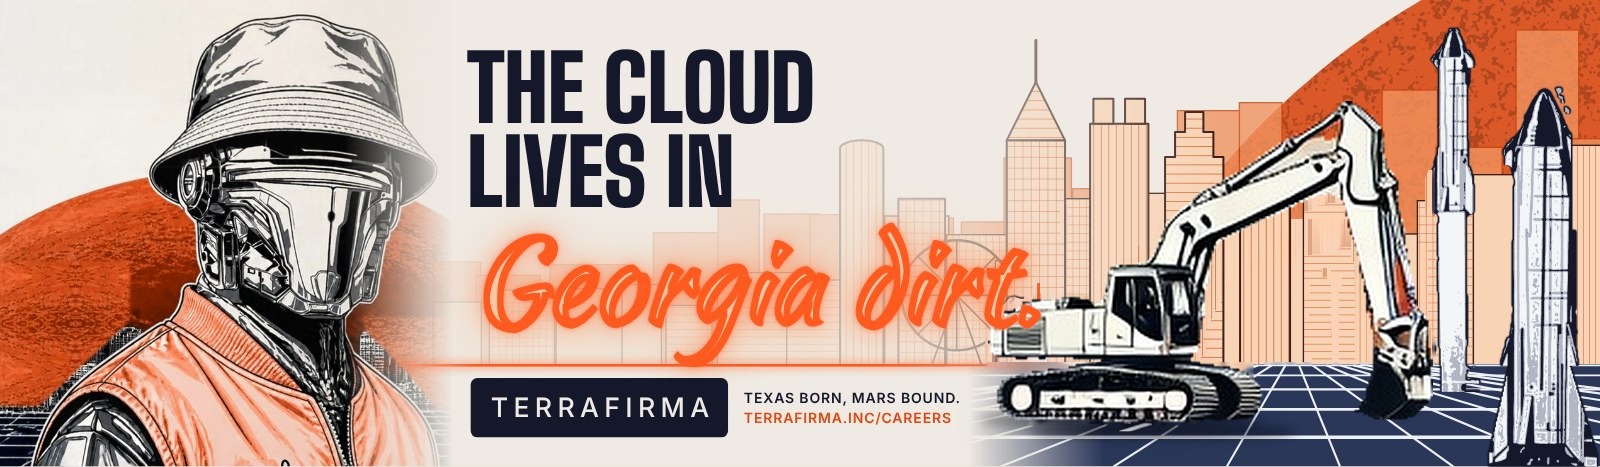 THE CLOUD
LIVES IN
Georgia dirt.
TERRAFIRMA
TEXAS BORN, MARS BOUND.
TERRAFIRMA.INC/CAREERS